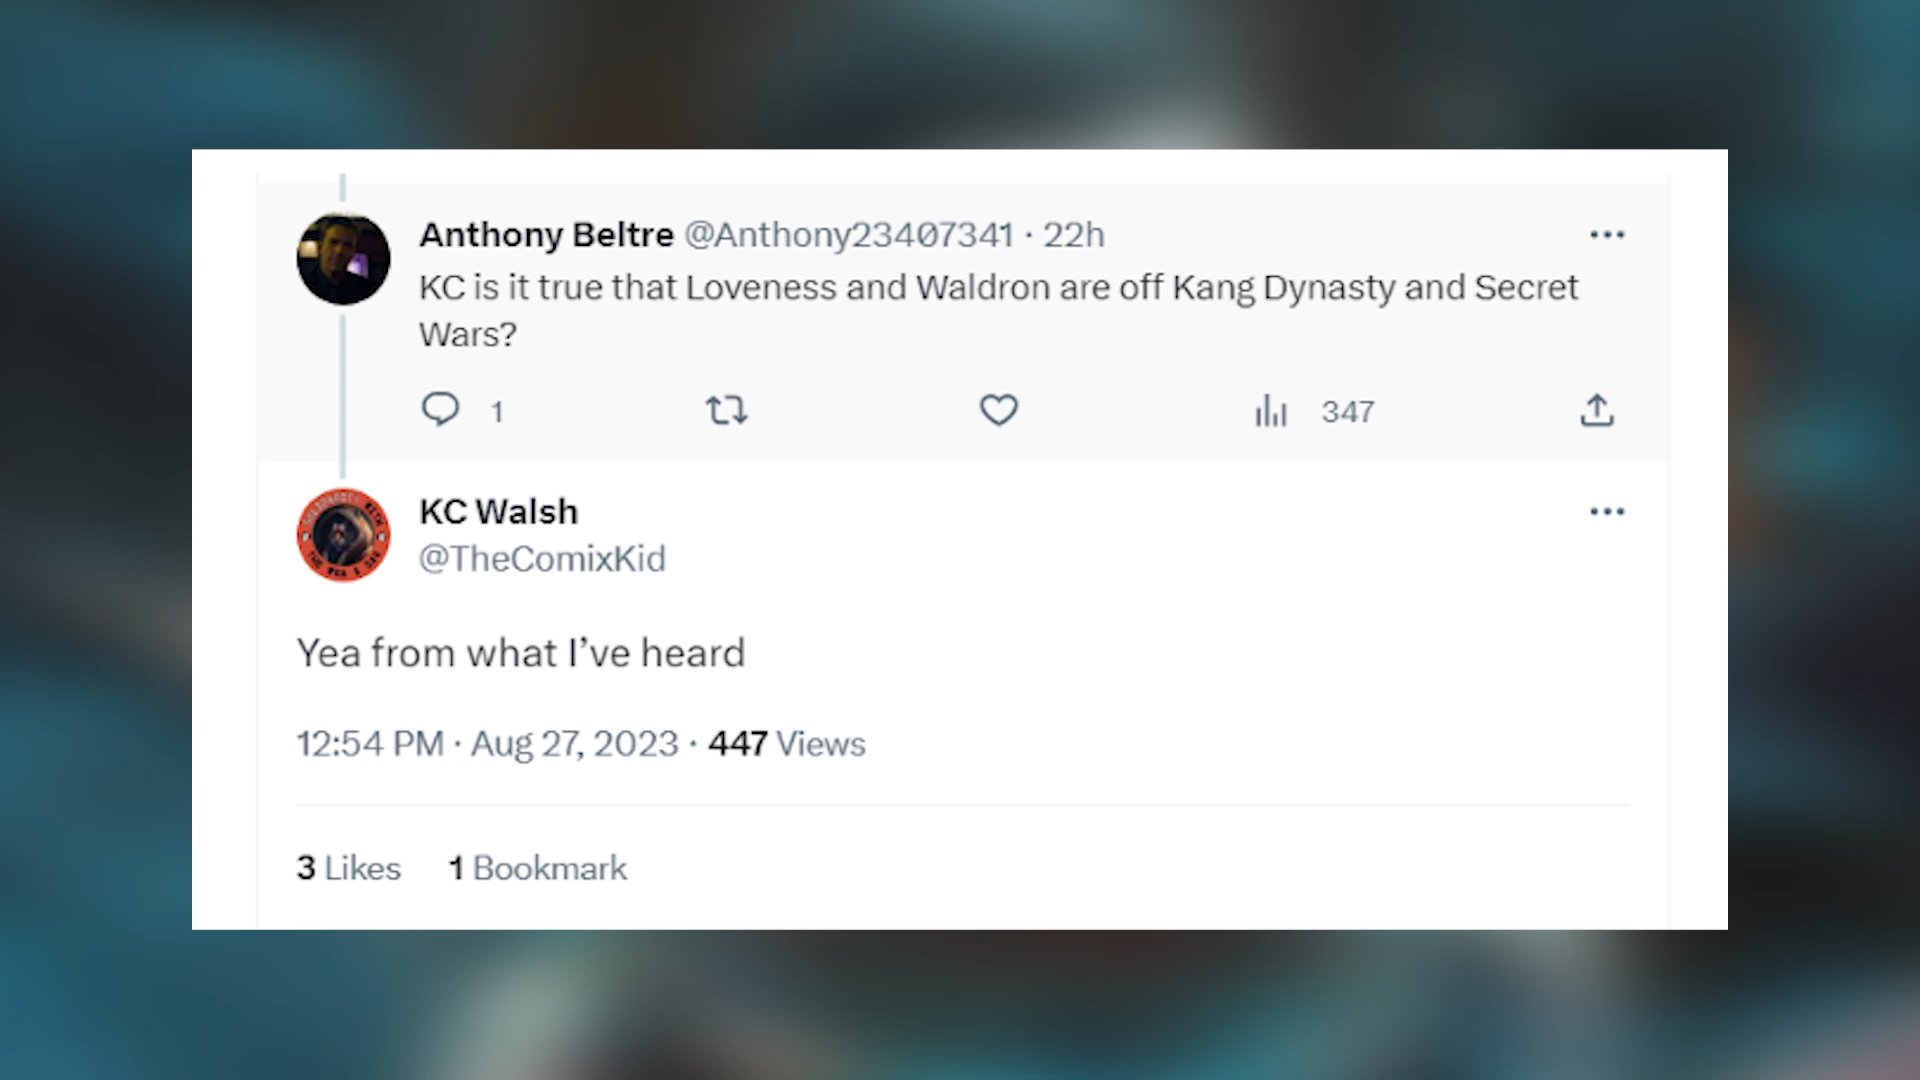 Anthony Beltre @Anthony23407341 · 22h
KC is it true that Loveness and Waldron are off Kang Dynasty and Secret
Wars?
1 347
KC Walsh
@TheComixKid
Yea from what I’ve heard
12:54 PM · Aug 27, 2023 · 447 Views
3 Likes 1 Bookmark